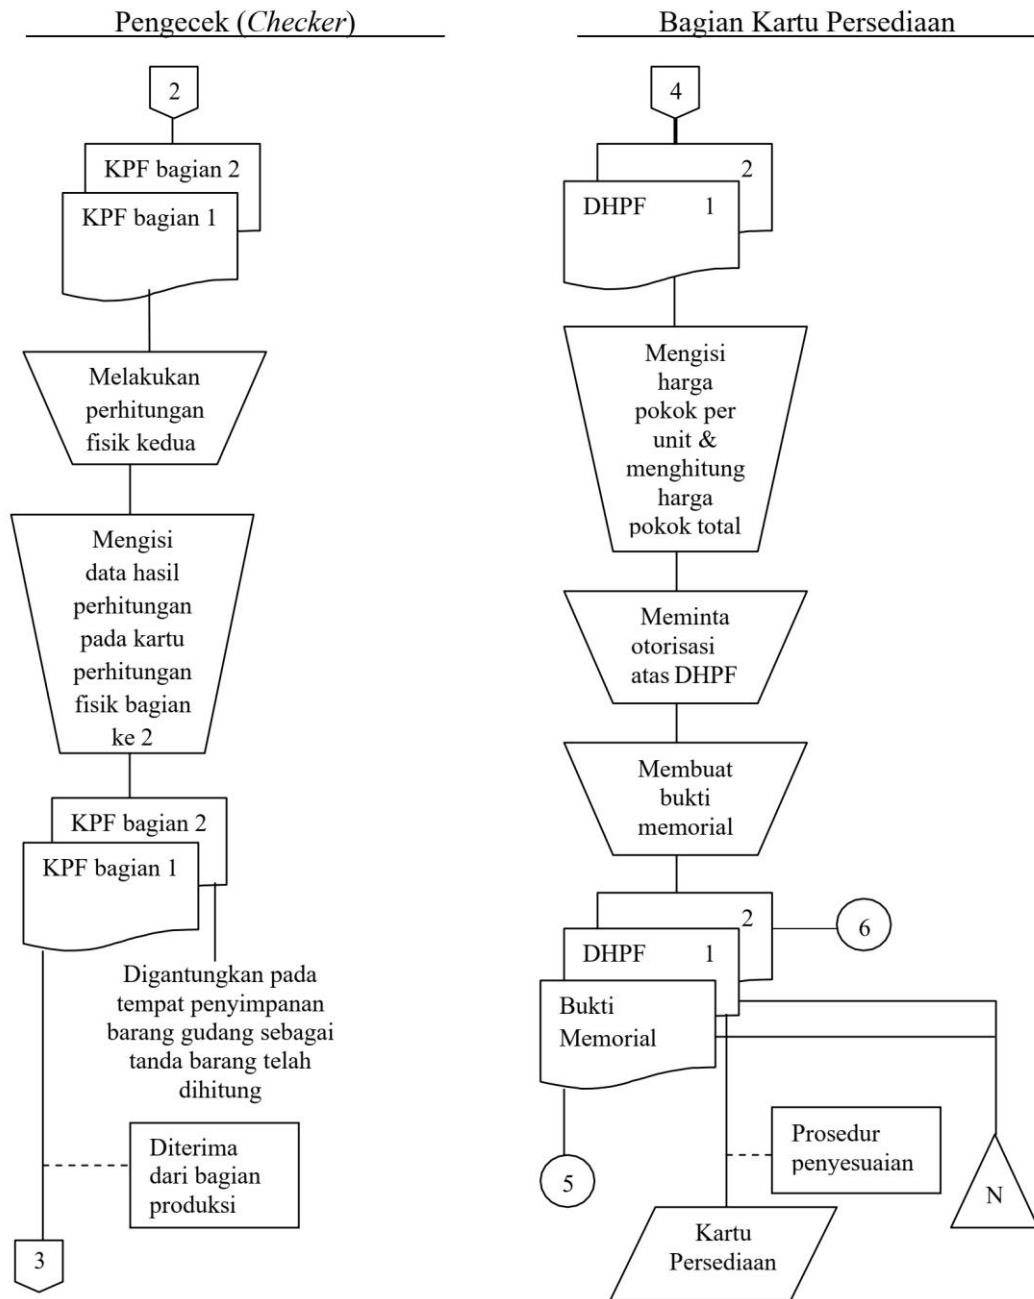 Pengecek (Checker)
2
KPF bagian 2
KPF bagian 1
Melakukan
perhitungan
fisik kedua
Mengisi
data hasil
perhitungan
pada kartu
perhitungan
fisik bagian
ke 2
KPF bagian 2
KPF bagian 1
Digantungkan pada
tempat penyimpanan
barang gudang sebagai
tanda barang telah
dihitung
Diterima
dari bagian
produksi
3
Bagian Kartu Persediaan
4
2
DHPF 1
Mengisi
harga
pokok per
unit &
menghitung
harga
pokok total
Meminta
otorisasi
atas DHPF
Membuat
bukti
memorial
2
6
DHPF 1
Bukti
Memorial
Prosedur
penyesuaian
5
N
Kartu
Persediaan